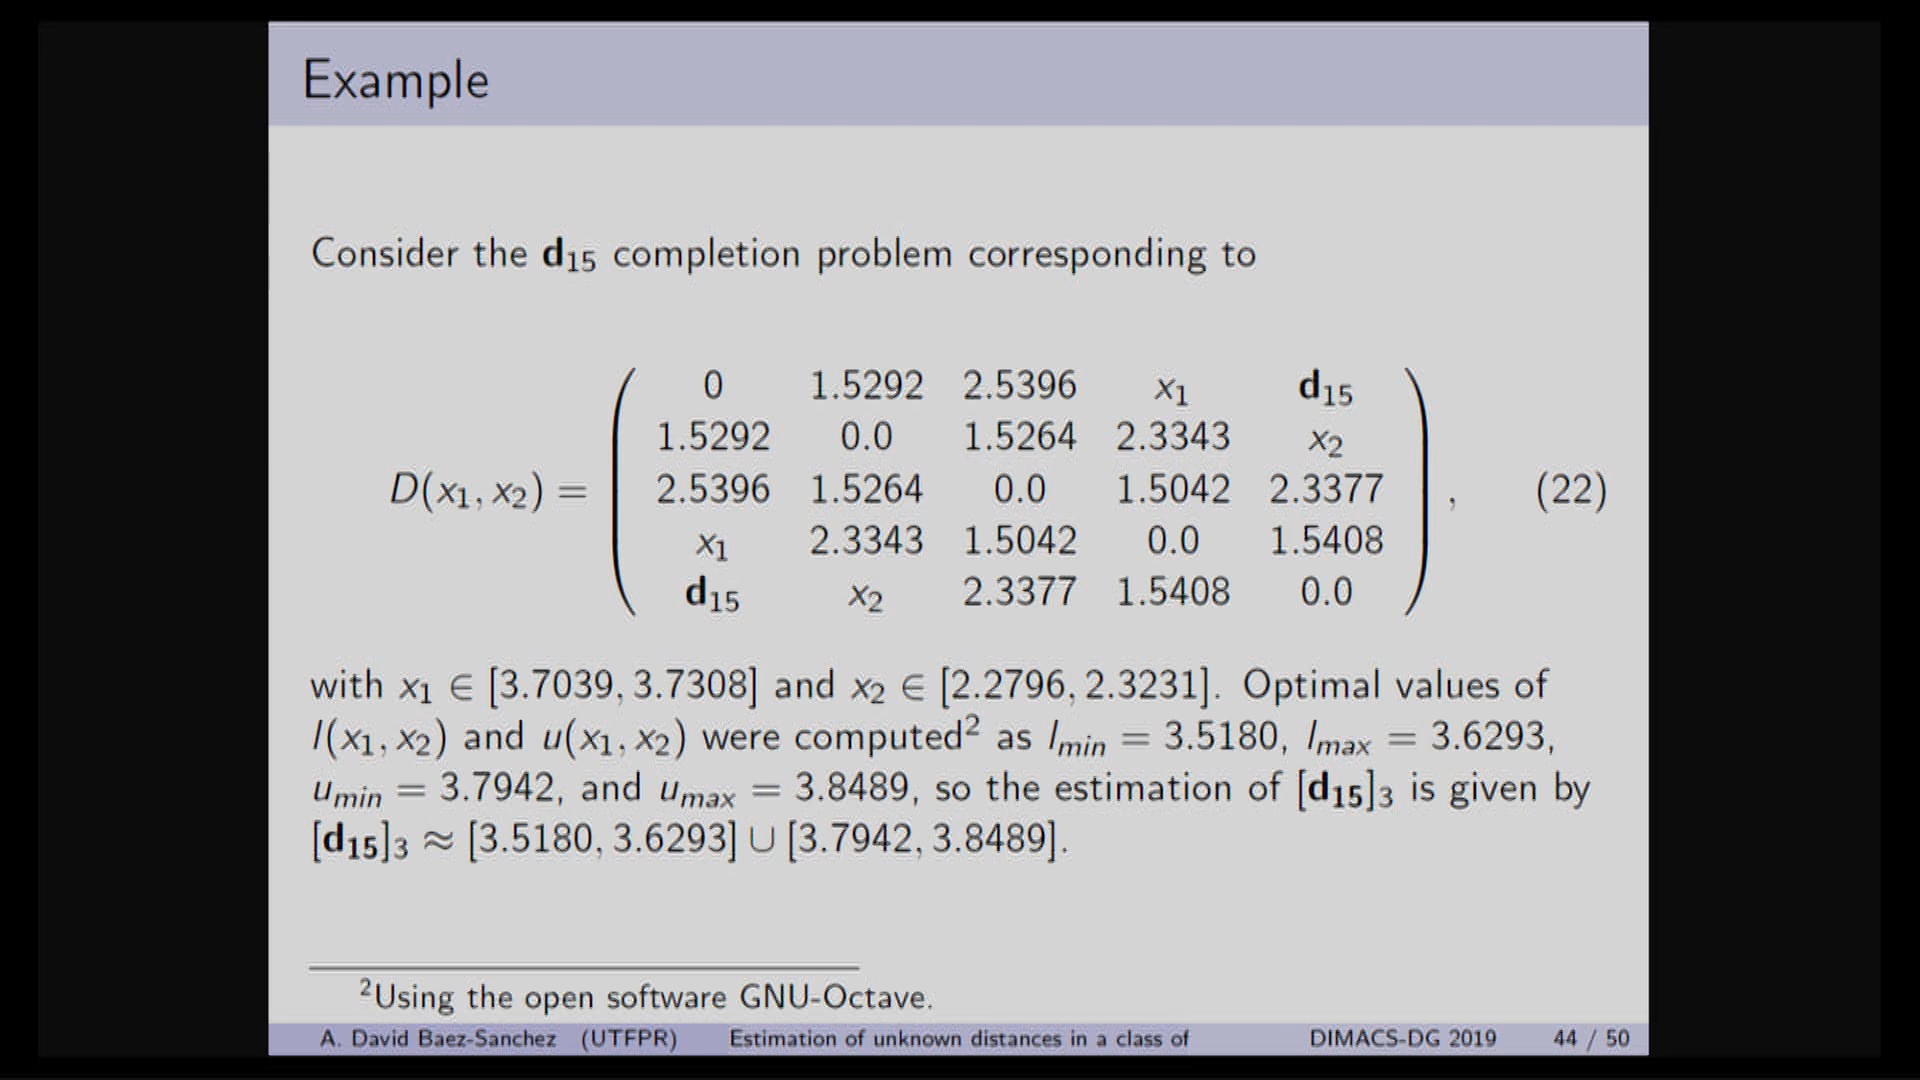 Example
Consider the d₁₅ completion problem corresponding to
0 1.5292 2.5396 x₁ d₁₅
1.5292 0.0 1.5264 2.3343 x₂
D(x₁, x₂) = 2.5396 1.5264 0.0 1.5042 2.3377 , (22)
x₁ 2.3343 1.5042 0.0 1.5408
d₁₅ x₂ 2.3377 1.5408 0.0
with x₁ ∈ [3.7039, 3.7308] and x₂ ∈ [2.2796, 2.3231]. Optimal values of
l(x₁, x₂) and u(x₁, x₂) were computed² as lmin = 3.5180, lmax = 3.6293,
umin = 3.7942, and umax = 3.8489, so the estimation of [d₁₅]₃ is given by
[d₁₅]₃ ≈ [3.5180, 3.6293] ∪ [3.7942, 3.8489].
²Using the open software GNU-Octave.
A. David Baez-Sanchez (UTFPR) Estimation of unknown distances in a class of DIMACS-DG 2019 44 / 50